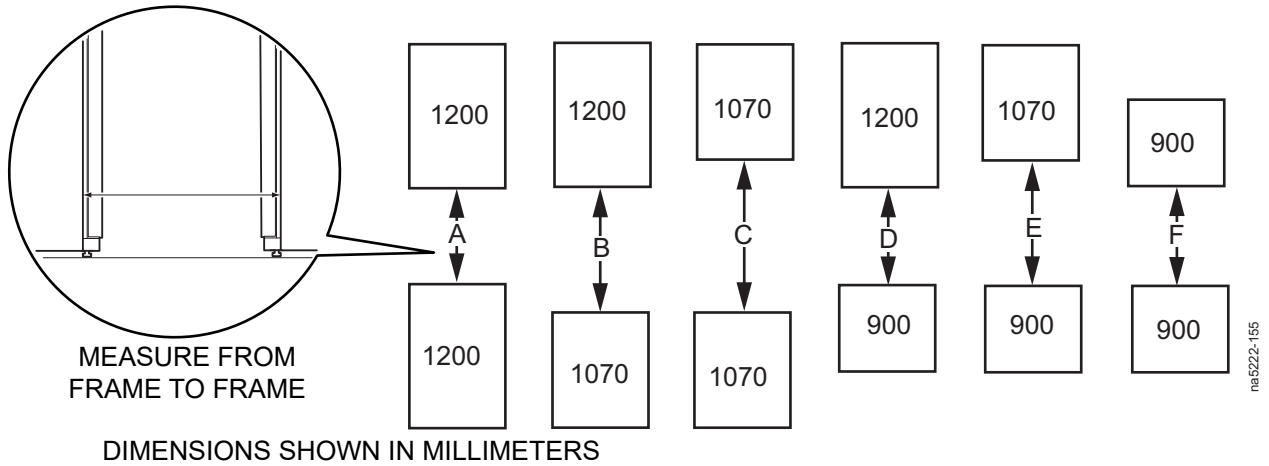 1200
1200
1070
1200
1070
900
A
B
C
D
E
F
1200
1070
1070
900
900
900
MEASURE FROM
FRAME TO FRAME
DIMENSIONS SHOWN IN MILLIMETERS
na5222-155